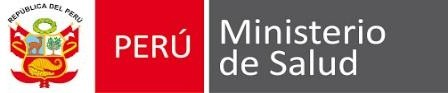 REPÚBLICA DEL PERÚ
PERÚ
Ministerio
de Salud